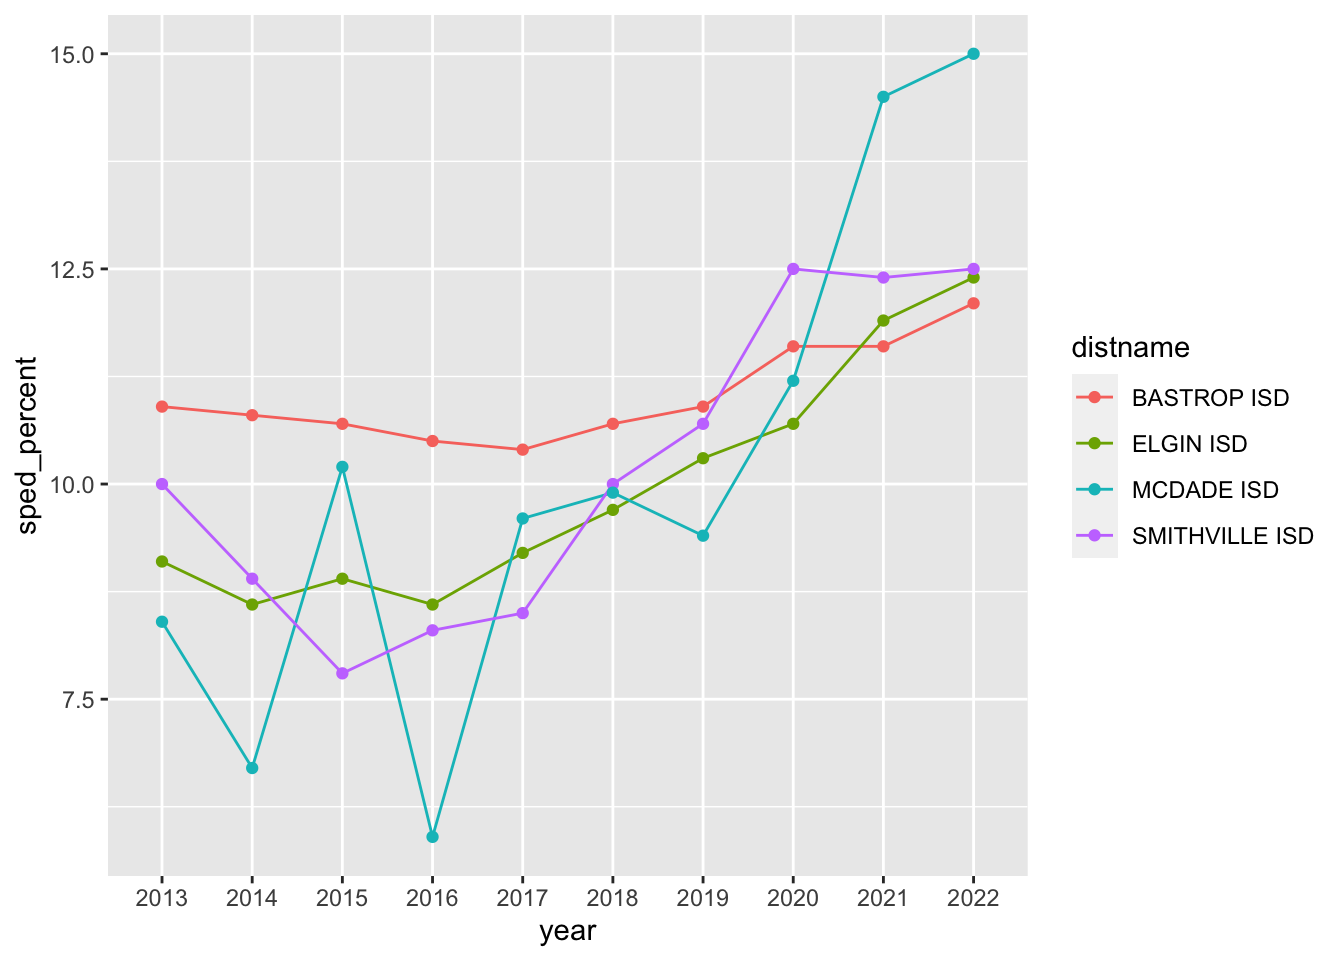 15.0
12.5
10.0
7.5
sped_percent
2013 2014 2015 2016 2017 2018 2019 2020 2021 2022
year
distname
BASTROP ISD
ELGIN ISD
MCDADE ISD
SMITHVILLE ISD